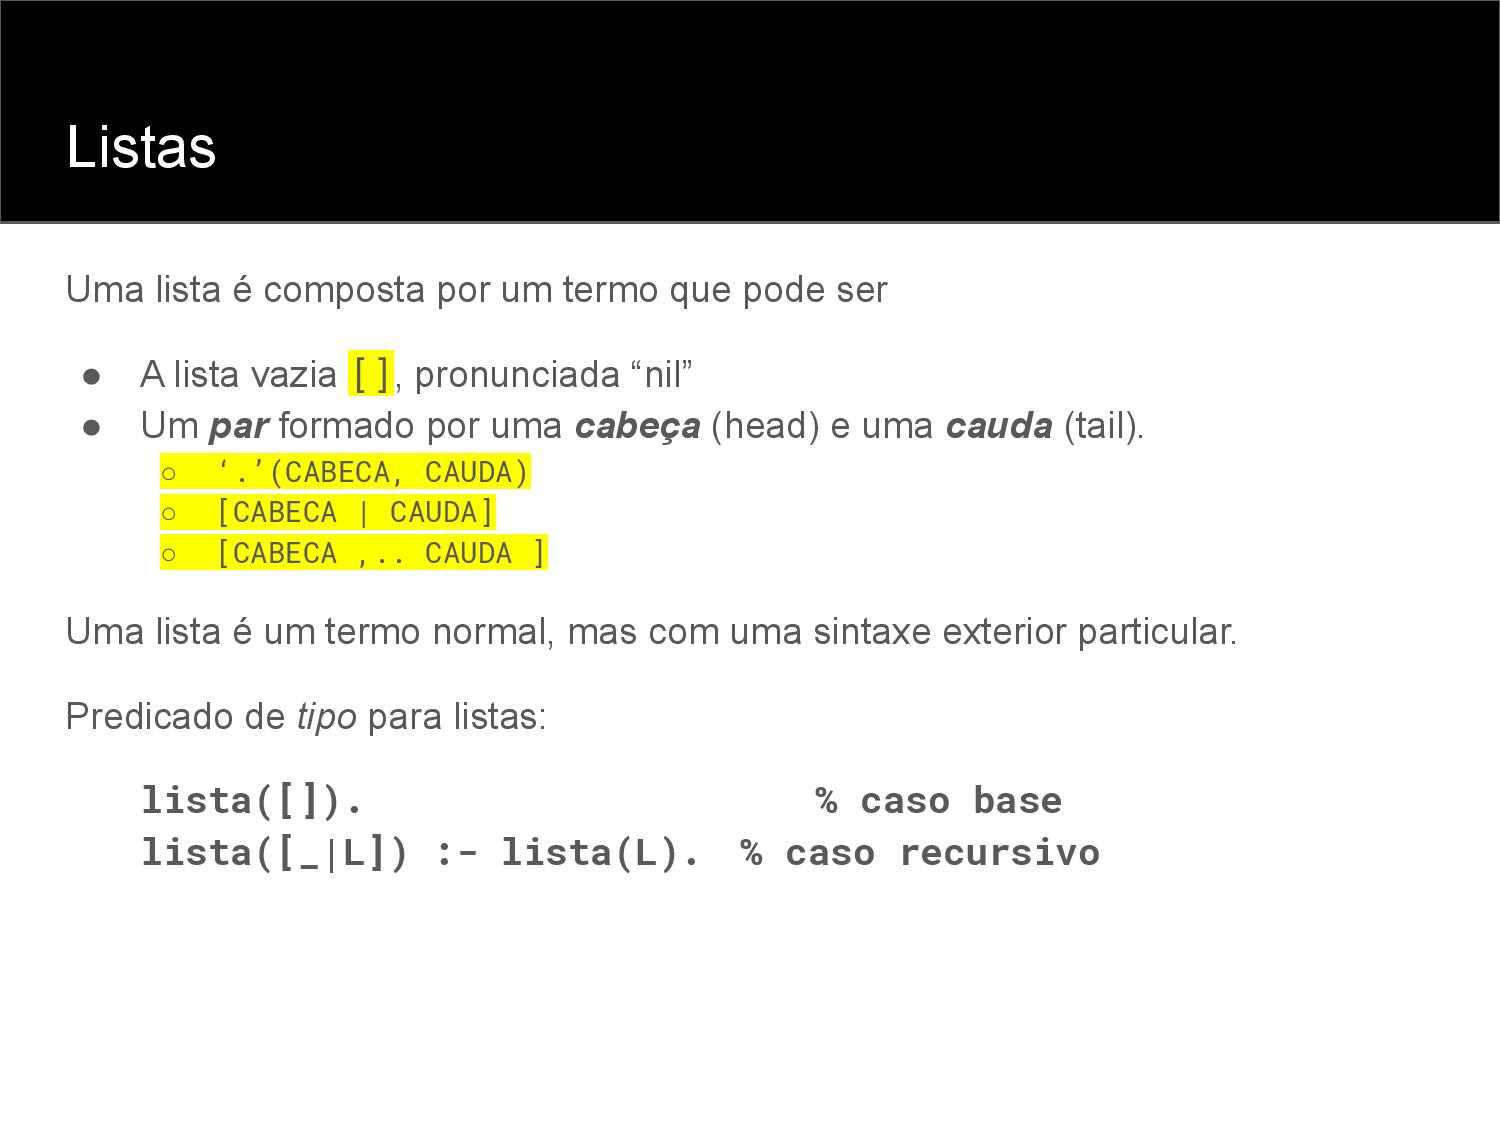 Listas
Uma lista é composta por um termo que pode ser
● A lista vazia [], pronunciada “nil”
● Um par formado por uma cabeça (head) e uma cauda (tail).
○ ‘.’(CABECA, CAUDA)
○ [CABECA | CAUDA]
○ [CABECA ,.. CAUDA ]
Uma lista é um termo normal, mas com uma sintaxe exterior particular.
Predicado de tipo para listas:
lista([]). % caso base
lista([_|L]) :- lista(L). % caso recursivo